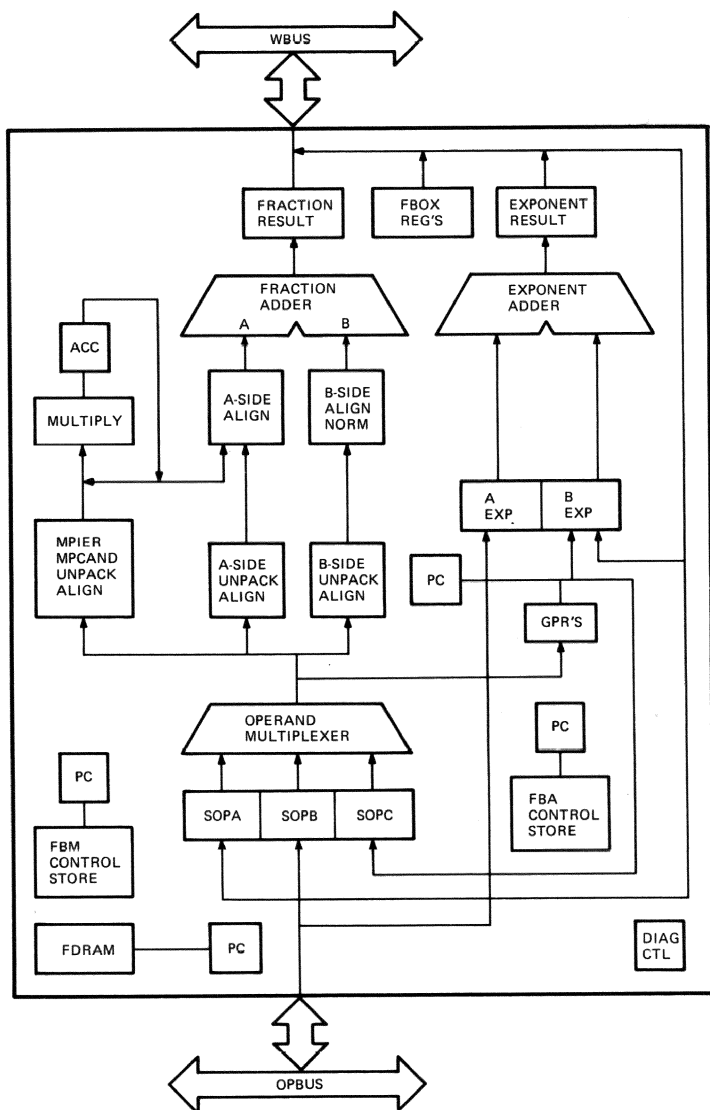 WBUS
FRACTION
RESULT
FBOX
REG'S
EXPONENT
RESULT
FRACTION
ADDER
A
B
EXPONENT
ADDER
ACC
MULTIPLY
A-SIDE
ALIGN
B-SIDE
ALIGN
NORM
A
EXP
B
EXP
MPIER
MPCAND
UNPACK
ALIGN
A-SIDE
UNPACK
ALIGN
B-SIDE
UNPACK
ALIGN
PC
GPR'S
OPERAND
MULTIPLEXER
PC
PC
SOPA
SOPB
SOPC
FBA
CONTROL
STORE
FBM
CONTROL
STORE
FDRAM
PC
DIAG
CTL
OPBUS